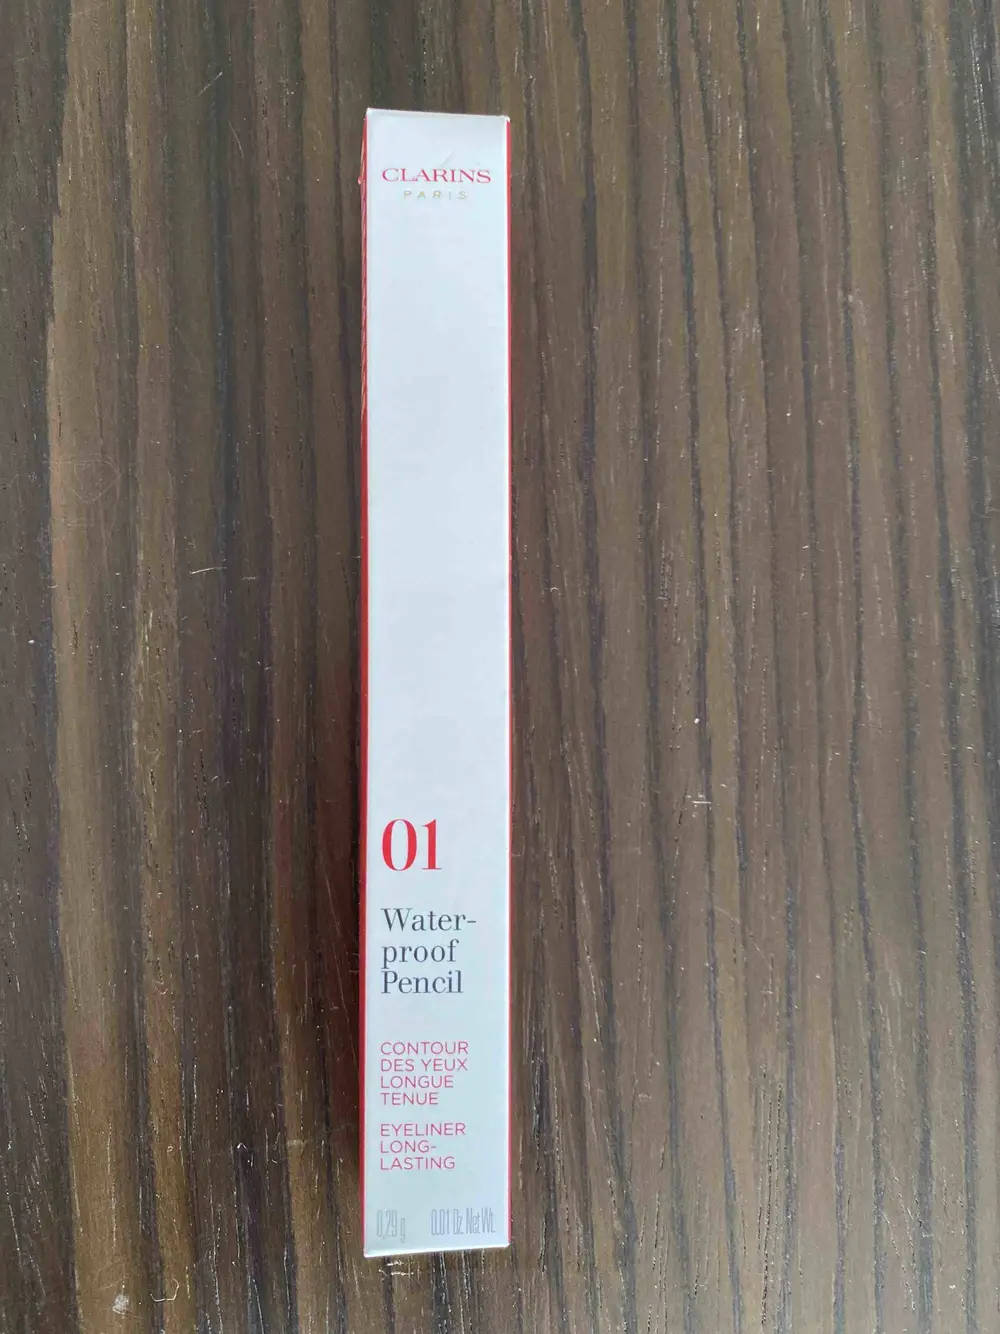 CLARINS
PARIS
01
Water-
proof
Pencil
CONTOUR
DES YEUX
LONGUE
TENUE
EYELINER
LONG-
LASTING
0,29 g 0.01 Oz Net Wt.